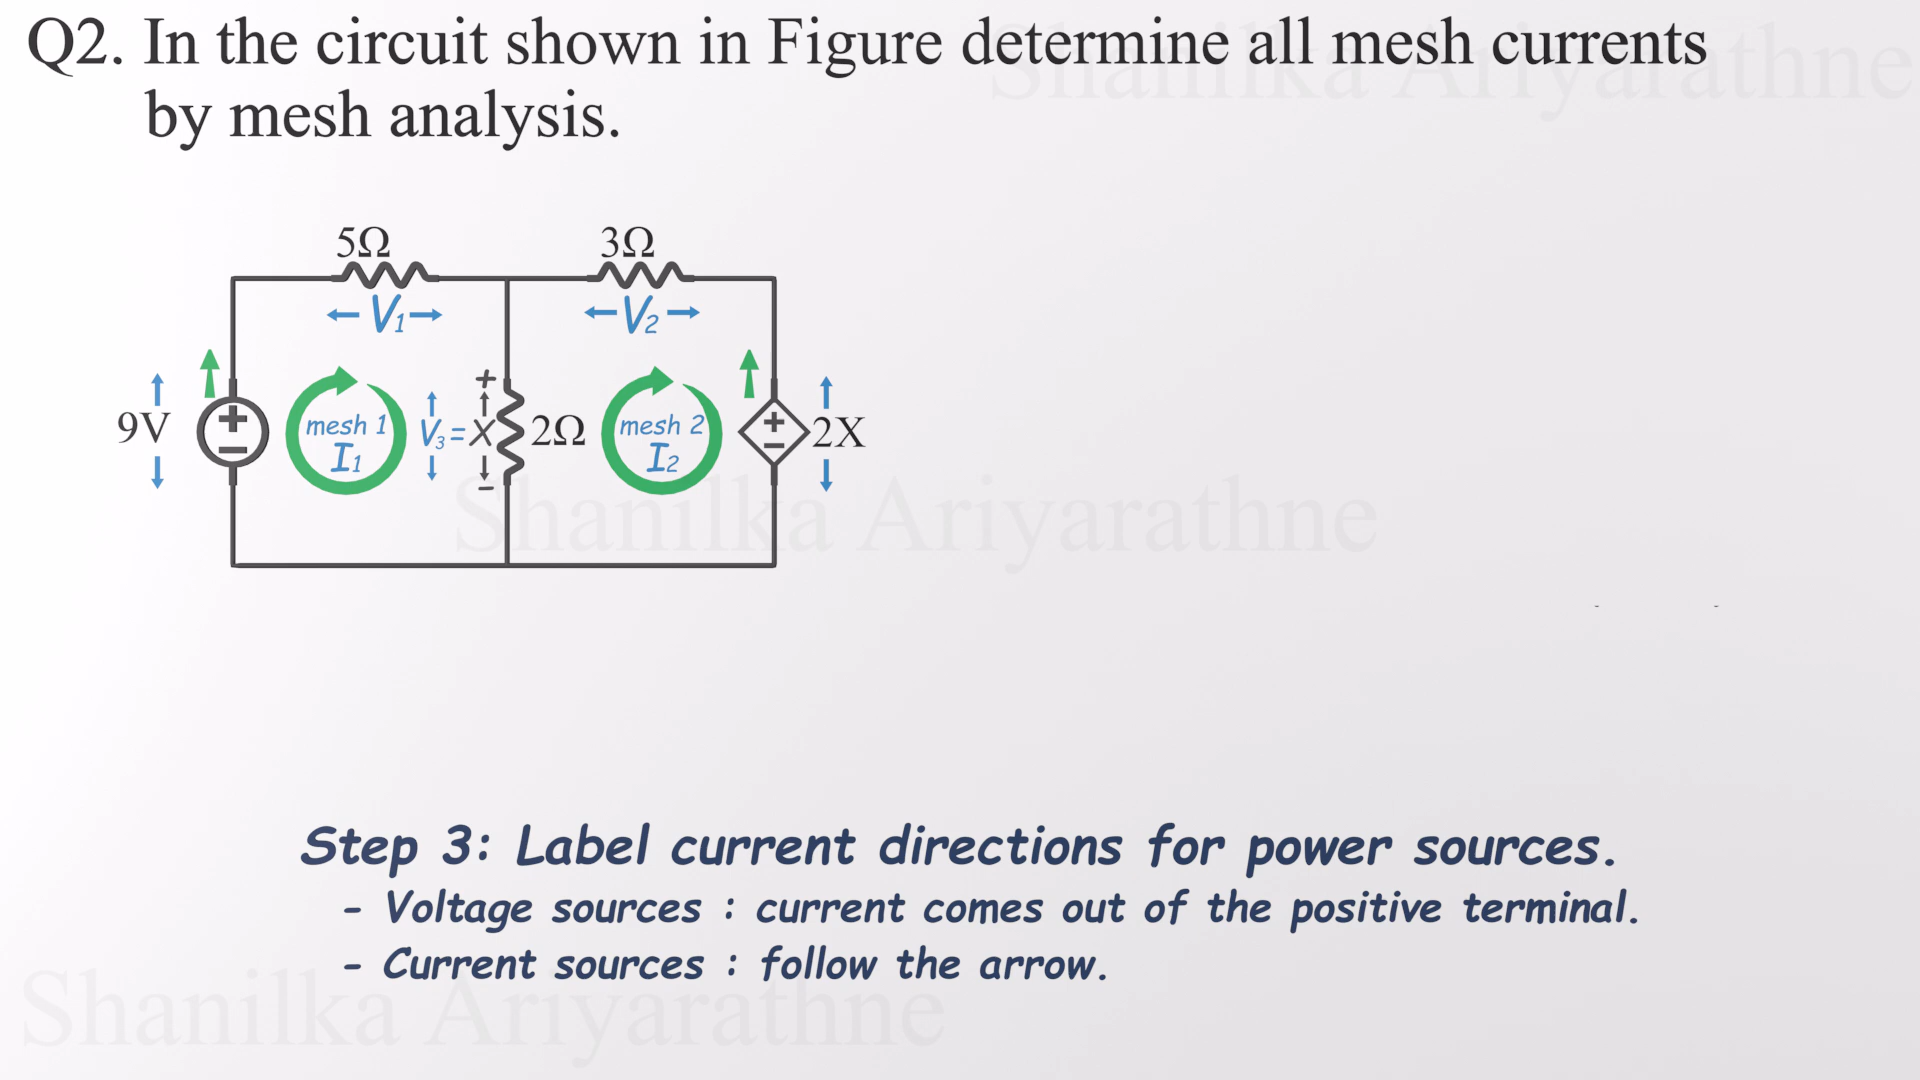 Q2. In the circuit shown in Figure determine all mesh currents
by mesh analysis.
Shanilka Ariyarathne
5Ω
3Ω
V1
V2
9V
+
−
mesh 1
I1
V3 = X
+
−
2Ω
mesh 2
I2
+
−
2X
Shanilka Ariyarathne
Step 3: Label current directions for power sources.
- Voltage sources : current comes out of the positive terminal.
- Current sources : follow the arrow.
Shanilka Ariyarathne